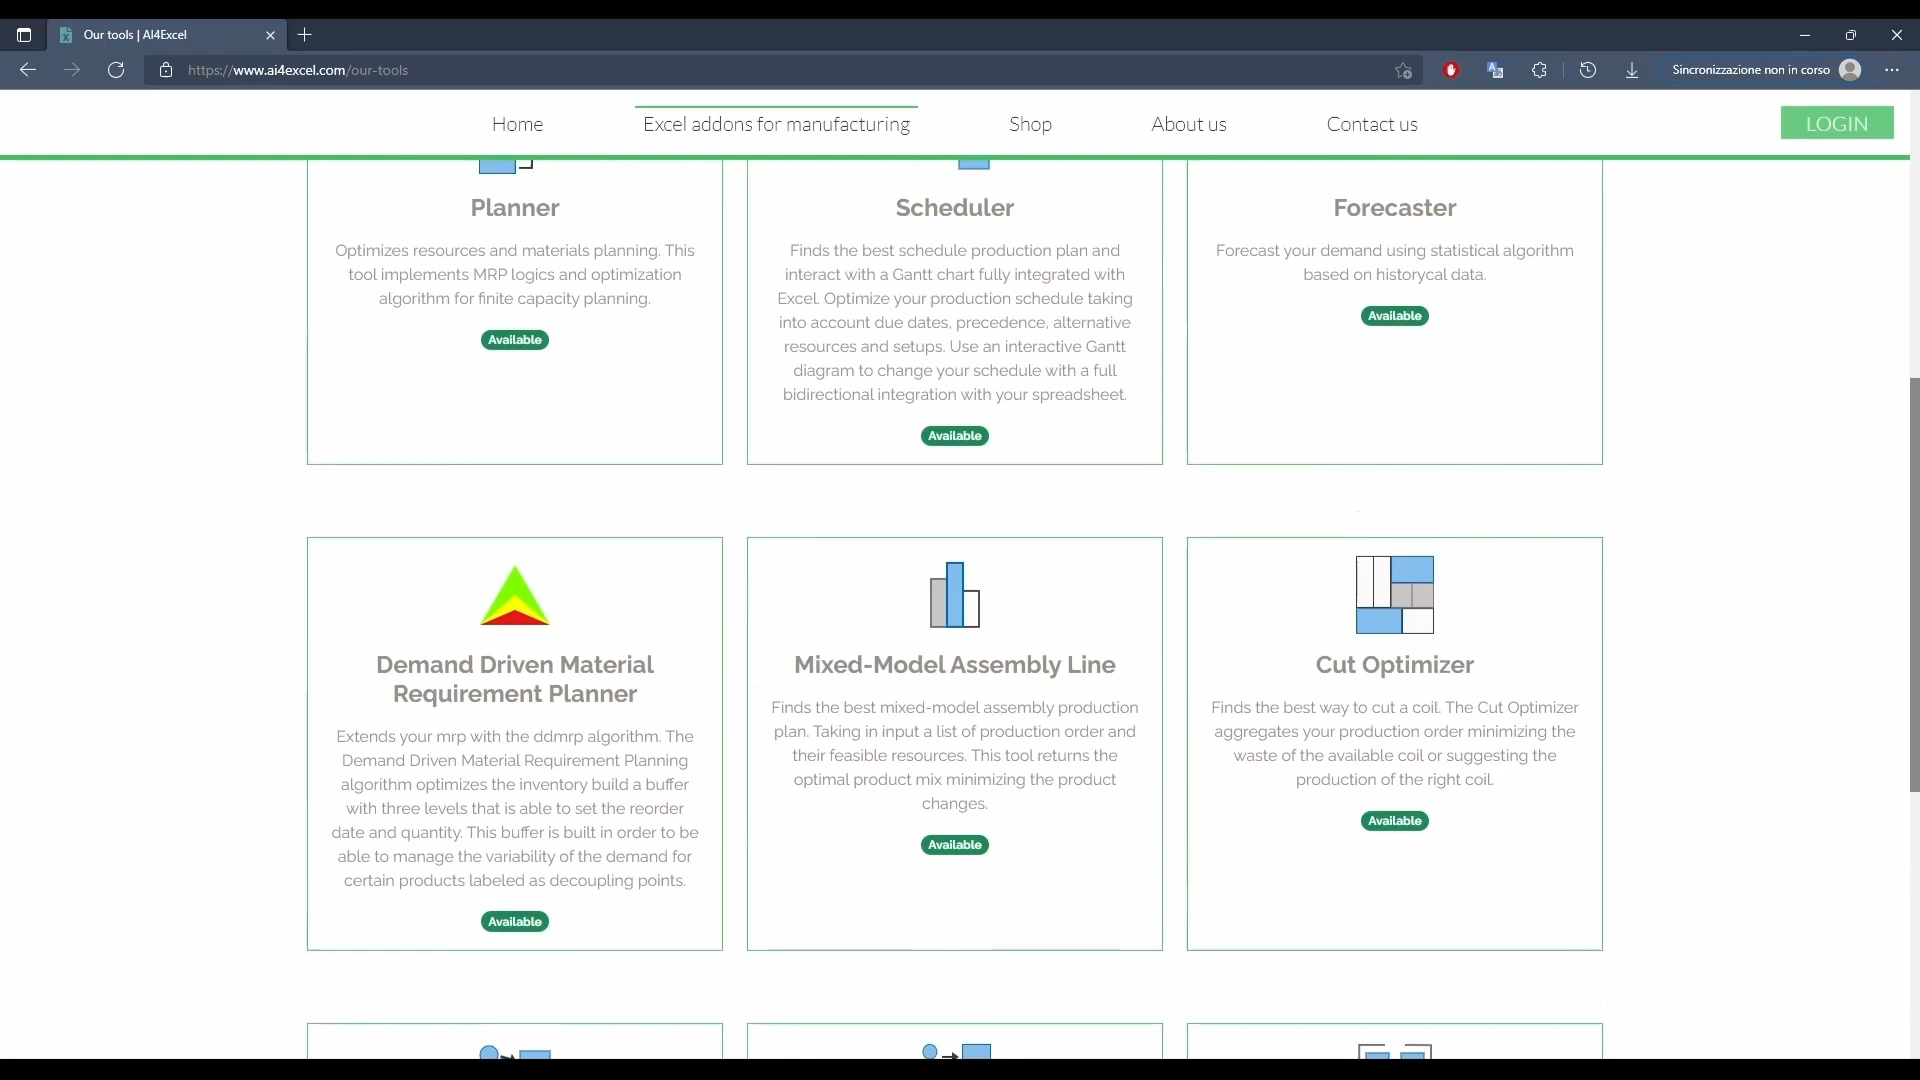 Our tools | AI4Excel
https://www.ai4excel.com/our-tools
Sincronizzazione non in corso
Home
Excel addons for manufacturing
Shop
About us
Contact us
LOGIN
Planner
Optimizes resources and materials planning. This
tool implements MRP logics and optimization
algorithm for finite capacity planning.
Available
Scheduler
Finds the best schedule production plan and
interact with a Gantt chart fully integrated with
Excel. Optimize your production schedule taking
into account due dates, precedence, alternative
resources and setups. Use an interactive Gantt
diagram to change your schedule with a full
bidirectional integration with your spreadsheet.
Available
Forecaster
Forecast your demand using statistical algorithm
based on historycal data.
Available
Demand Driven Material
Requirement Planner
Extends your mrp with the ddmrp algorithm. The
Demand Driven Material Requirement Planning
algorithm optimizes the inventory build a buffer
with three levels that is able to set the reorder
date and quantity. This buffer is built in order to be
able to manage the variability of the demand for
certain products labeled as decoupling points.
Available
Mixed-Model Assembly Line
Finds the best mixed-model assembly production
plan. Taking in input a list of production order and
their feasible resources. This tool returns the
optimal product mix minimizing the product
changes.
Available
Cut Optimizer
Finds the best way to cut a coil. The Cut Optimizer
aggregates your production order minimizing the
waste of the available coil or suggesting the
production of the right coil.
Available